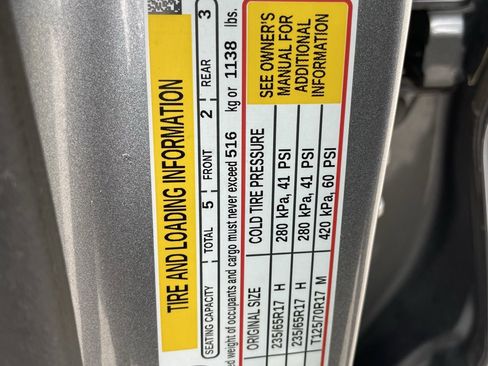 TIRE AND LOADING INFORMATION
SEATING CAPACITY TOTAL 5 FRONT 2 REAR 3
weight of occupants and cargo must never exceed 516 kg or 1138 lbs.
ORIGINAL SIZE COLD TIRE PRESSURE SEE OWNER'S
MANUAL FOR
ADDITIONAL
INFORMATION
235/65R17 H 280 kPa, 41 PSI
235/65R17 H 280 kPa, 41 PSI
T125/70R17 M 420 kPa, 60 PSI